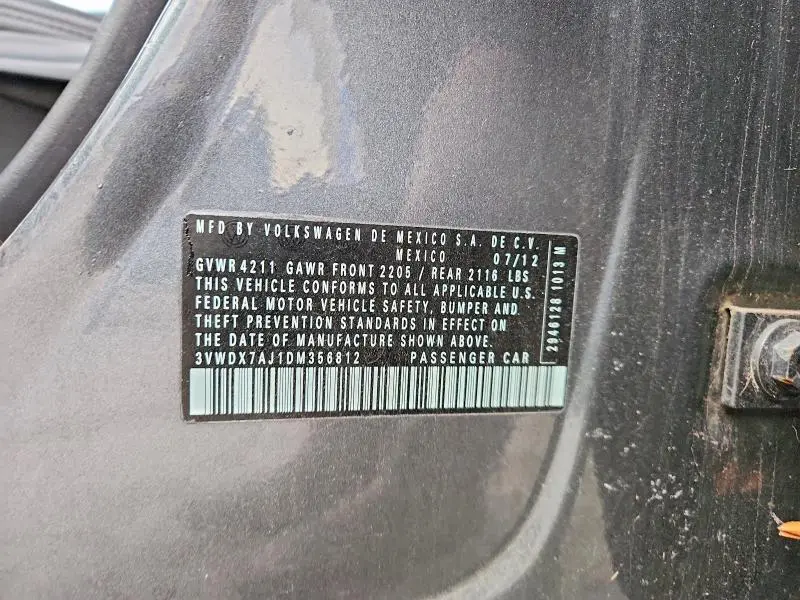 MFD BY VOLKSWAGEN DE MEXICO S.A. DE C.V.
MEXICO 07/12
GVWR 4211 GAWR FRONT 2205 / REAR 2116 LBS
THIS VEHICLE CONFORMS TO ALL APPLICABLE U.S.
FEDERAL MOTOR VEHICLE SAFETY, BUMPER AND
THEFT PREVENTION STANDARDS IN EFFECT ON
THE DATE OF MANUFACTURE SHOWN ABOVE.
3VWDX7AJ1DM356812 PASSENGER CAR
2946128 1013 M